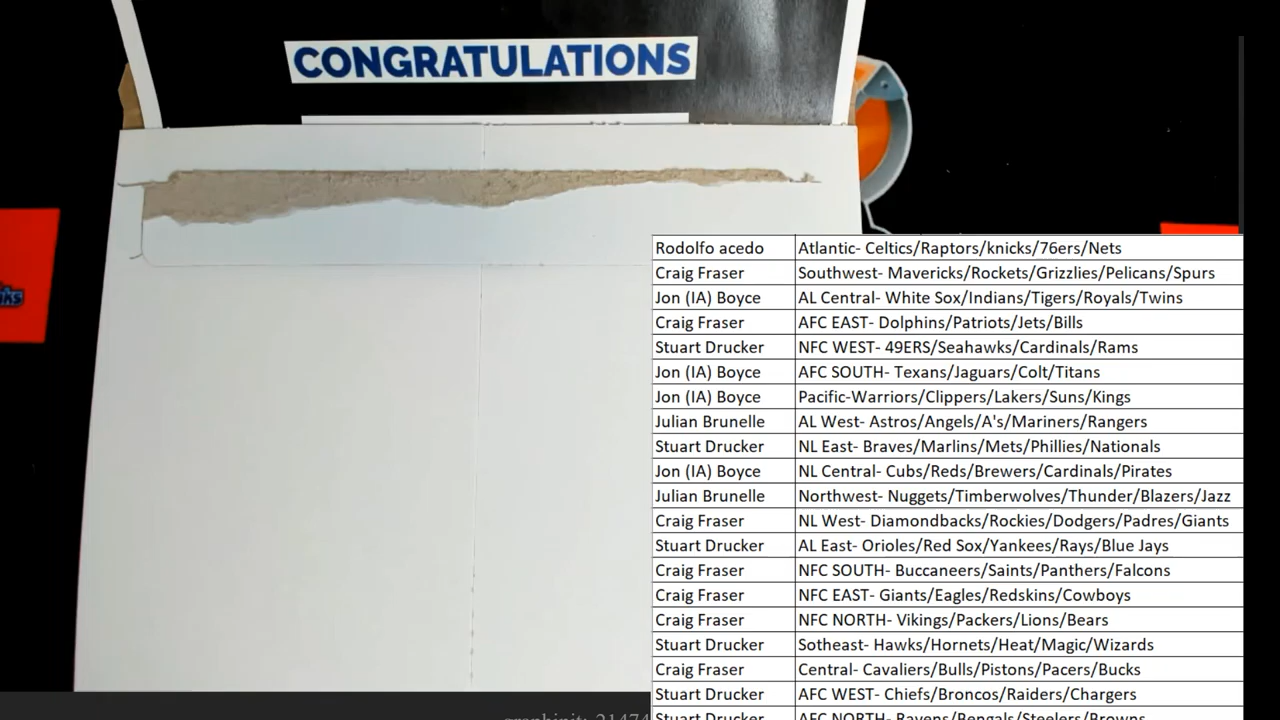 CONGRATULATIONS
Rodolfo acedo Atlantic- Celtics/Raptors/knicks/76ers/Nets
Craig Fraser Southwest- Mavericks/Rockets/Grizzlies/Pelicans/Spurs
Jon (IA) Boyce AL Central- White Sox/Indians/Tigers/Royals/Twins
Craig Fraser AFC EAST- Dolphins/Patriots/Jets/Bills
Stuart Drucker NFC WEST- 49ERS/Seahawks/Cardinals/Rams
Jon (IA) Boyce AFC SOUTH- Texans/Jaguars/Colt/Titans
Jon (IA) Boyce Pacific-Warriors/Clippers/Lakers/Suns/Kings
Julian Brunelle AL West- Astros/Angels/A's/Mariners/Rangers
Stuart Drucker NL East- Braves/Marlins/Mets/Phillies/Nationals
Jon (IA) Boyce NL Central- Cubs/Reds/Brewers/Cardinals/Pirates
Julian Brunelle Northwest- Nuggets/Timberwolves/Thunder/Blazers/Jazz
Craig Fraser NL West- Diamondbacks/Rockies/Dodgers/Padres/Giants
Stuart Drucker AL East- Orioles/Red Sox/Yankees/Rays/Blue Jays
Craig Fraser NFC SOUTH- Buccaneers/Saints/Panthers/Falcons
Craig Fraser NFC EAST- Giants/Eagles/Redskins/Cowboys
Craig Fraser NFC NORTH- Vikings/Packers/Lions/Bears
Stuart Drucker Sotheast- Hawks/Hornets/Heat/Magic/Wizards
Craig Fraser Central- Cavaliers/Bulls/Pistons/Pacers/Bucks
Stuart Drucker AFC WEST- Chiefs/Broncos/Raiders/Chargers
Stuart Drucker AFC NORTH- Ravens/Bengals/Steelers/Browns